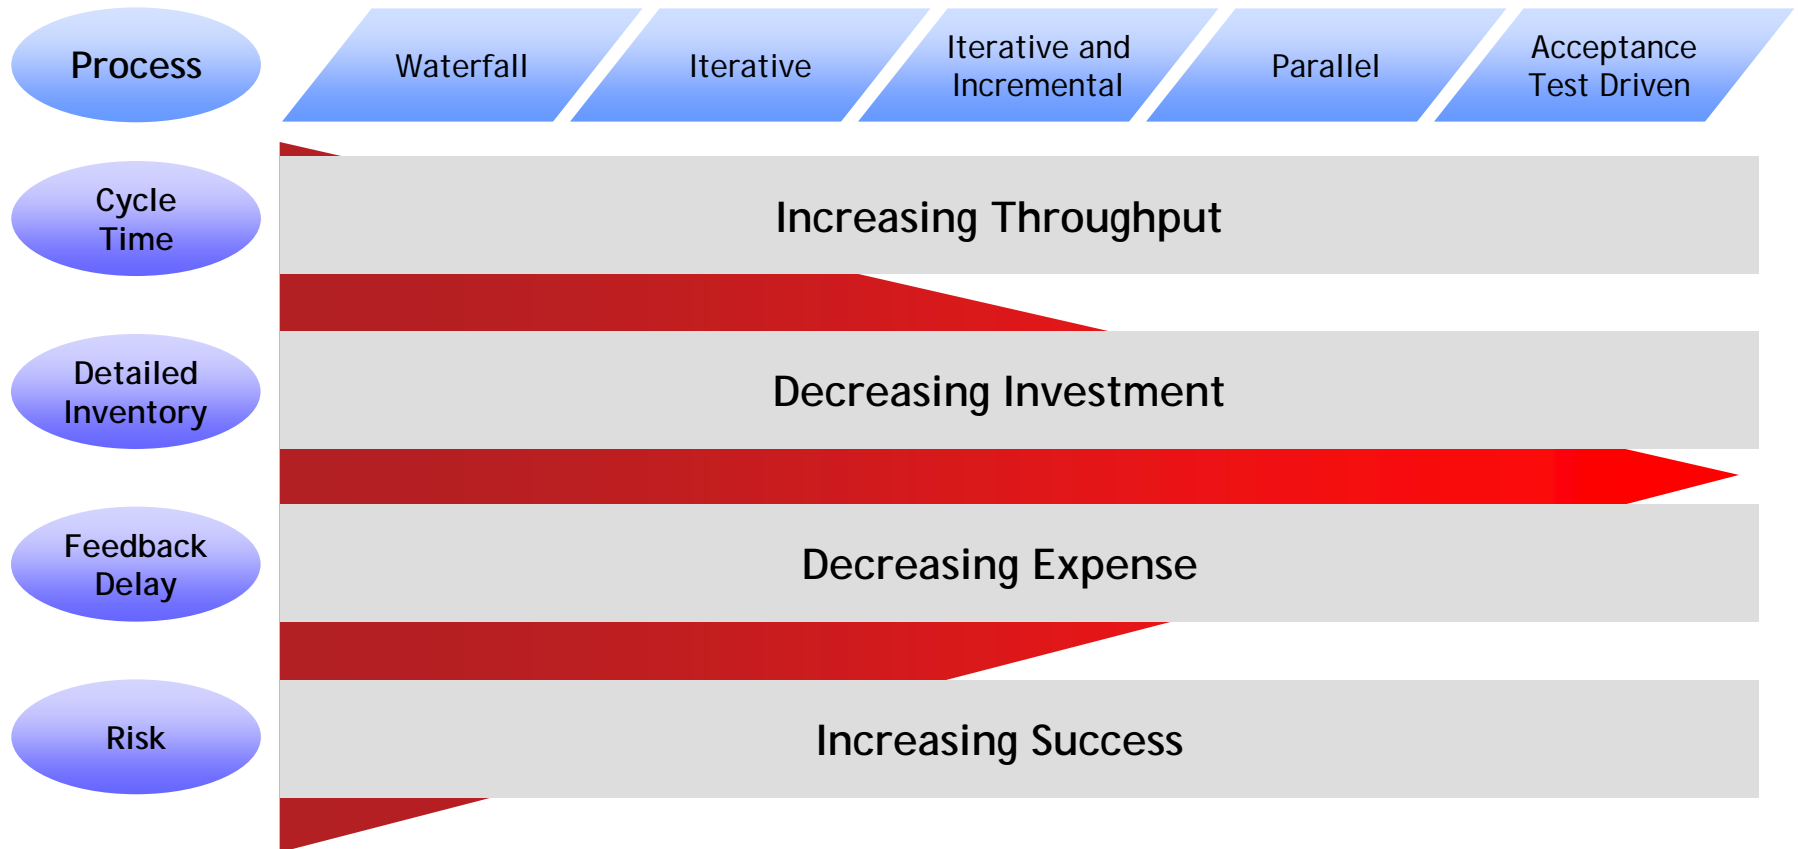 Process
Waterfall
Iterative
Iterative and
Incremental
Parallel
Acceptance
Test Driven
Cycle
Time
Increasing Throughput
Detailed
Inventory
Decreasing Investment
Feedback
Delay
Decreasing Expense
Risk
Increasing Success